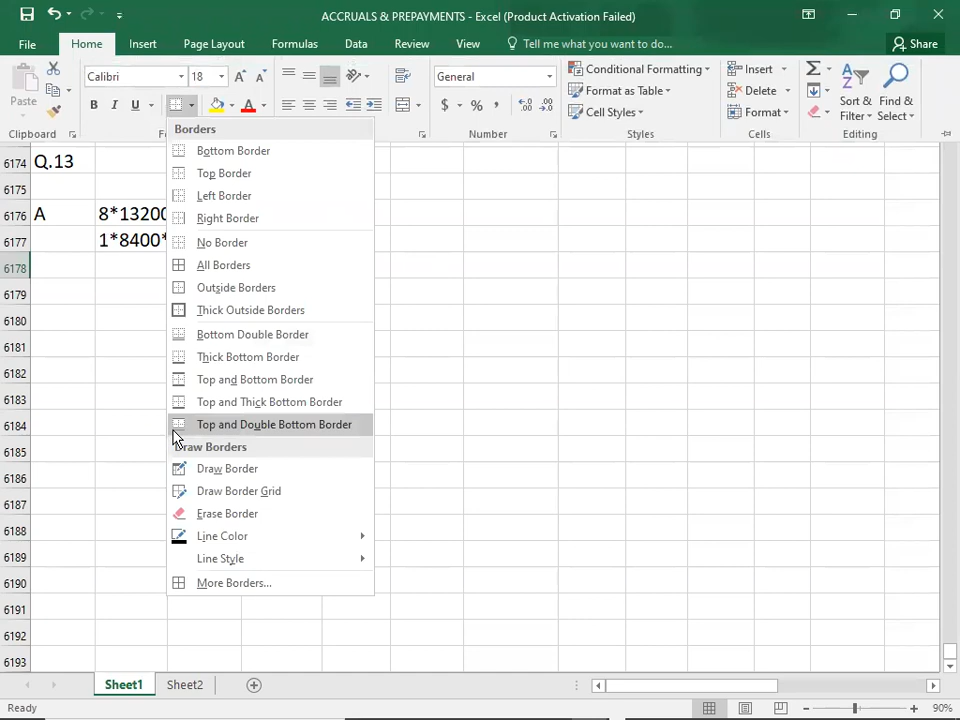 ACCRUALS & PREPAYMENTS - Excel (Product Activation Failed)
File Home Insert Page Layout Formulas Data Review View Tell me what you want to do... Share
Paste Calibri 18 A A General Conditional Formatting Format as Table Cell Styles Insert Delete Format Sort & Filter Find & Select
B I U A $ % ,
Clipboard Number Styles Cells Editing
Borders
Bottom Border
Top Border
Left Border
Right Border
No Border
All Borders
Outside Borders
Thick Outside Borders
Bottom Double Border
Thick Bottom Border
Top and Bottom Border
Top and Thick Bottom Border
Top and Double Bottom Border
Draw Borders
Draw Border
Draw Border Grid
Erase Border
Line Color
Line Style
More Borders...
6174 Q.13
6175
6176 A 8*13200
6177 1*8400*
6178
6179
6180
6181
6182
6183
6184
6185
6186
6187
6188
6189
6190
6191
6192
6193
Sheet1 Sheet2
Ready 90%